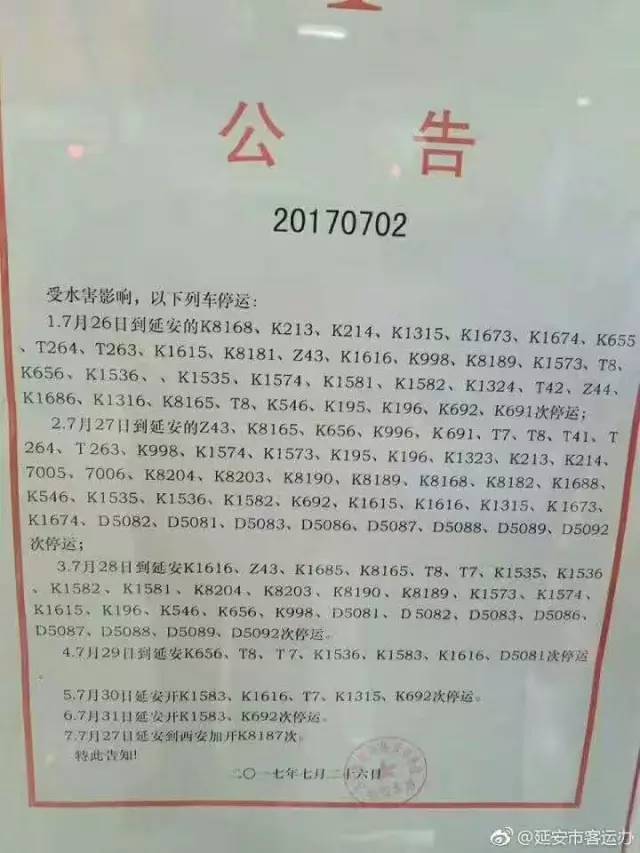 公告
20170702
受水害影响，以下列车停运：
1.7月26日到延安的K8168、K213、K214、K1315、K1673、K1674、K655
、T264、T263、K1615、K8181、Z43、K1616、K998、K8189、K1573、T8、
K656、K1536、、K1535、K1574、K1581、K1582、K1324、T42、Z44、
K1686、K1316、K8165、T8、K546、K195、K196、K692、K691次停运；
2.7月27日到延安的Z43、K8165、K656、K996、K691、T7、T8、T41、T
264、T263、K998、K1574、K1573、K195、K196、K1323、K213、K214、
7005、7006、K8204、K8203、K8190、K8189、K8168、K8182、K1688、
K546、K1535、K1536、K1582、K692、K1615、K1616、K1315、K1673、
K1674、D5082、D5081、D5083、D5086、D5087、D5088、D5089、D5092
次停运；
3.7月28日到延安K1616、Z43、K1685、K8165、T8、T7、K1535、K1536
、K1582、K1581、K8204、K8203、K8190、K8189、K1573、K1574、
K1615、K196、K546、K656、K998、D5081、D5082、D5083、D5086、
D5087、D5088、D5089、D5092次停运。
4.7月29日到延安K656、T8、T7、K1536、K1583、K1616、D5081次停运
。
5.7月30日延安开K1583、K1616、T7、K1315、K692次停运。
6.7月31日延安开K1583、K692次停运。
7.7月27日延安到西安加开K8187次。
特此告知！
二〇一七年七月二十六日
@延安市客运办